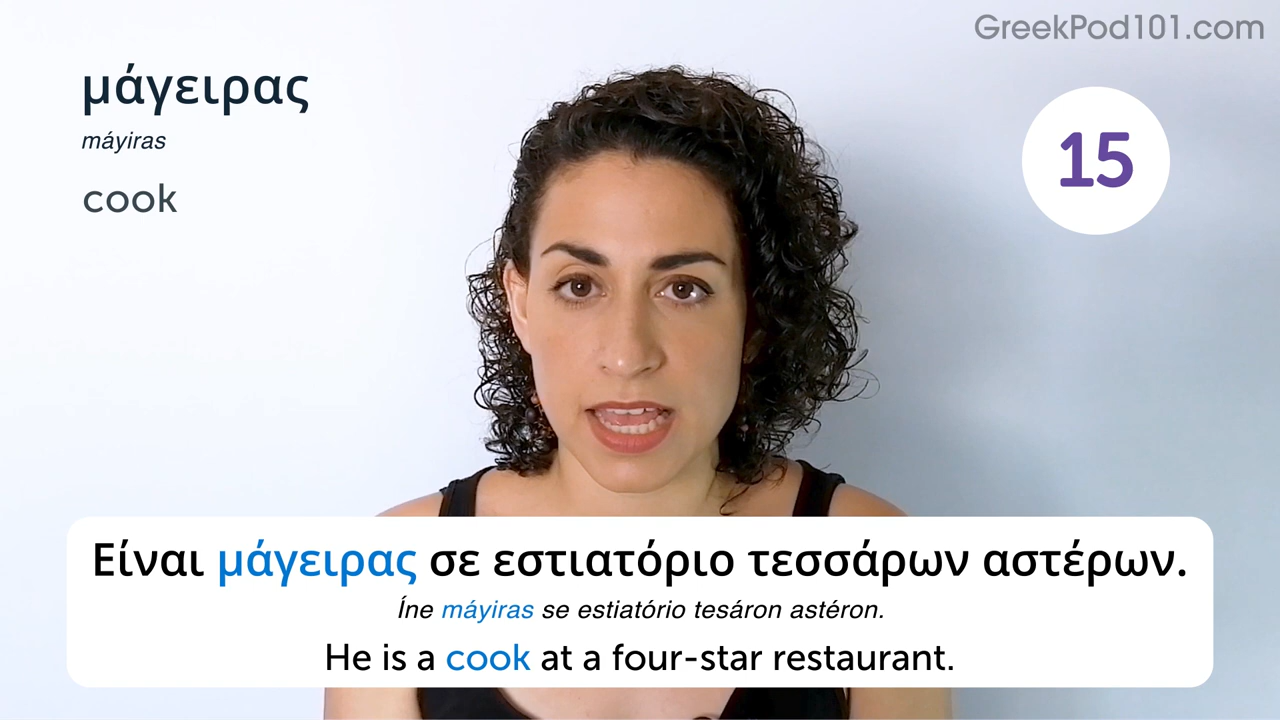 GreekPod101.com
μάγειρας
máyiras
cook
15
Είναι μάγειρας σε εστιατόριο τεσσάρων αστέρων.
Íne máyiras se estiatório tesáron astéron.
He is a cook at a four-star restaurant.